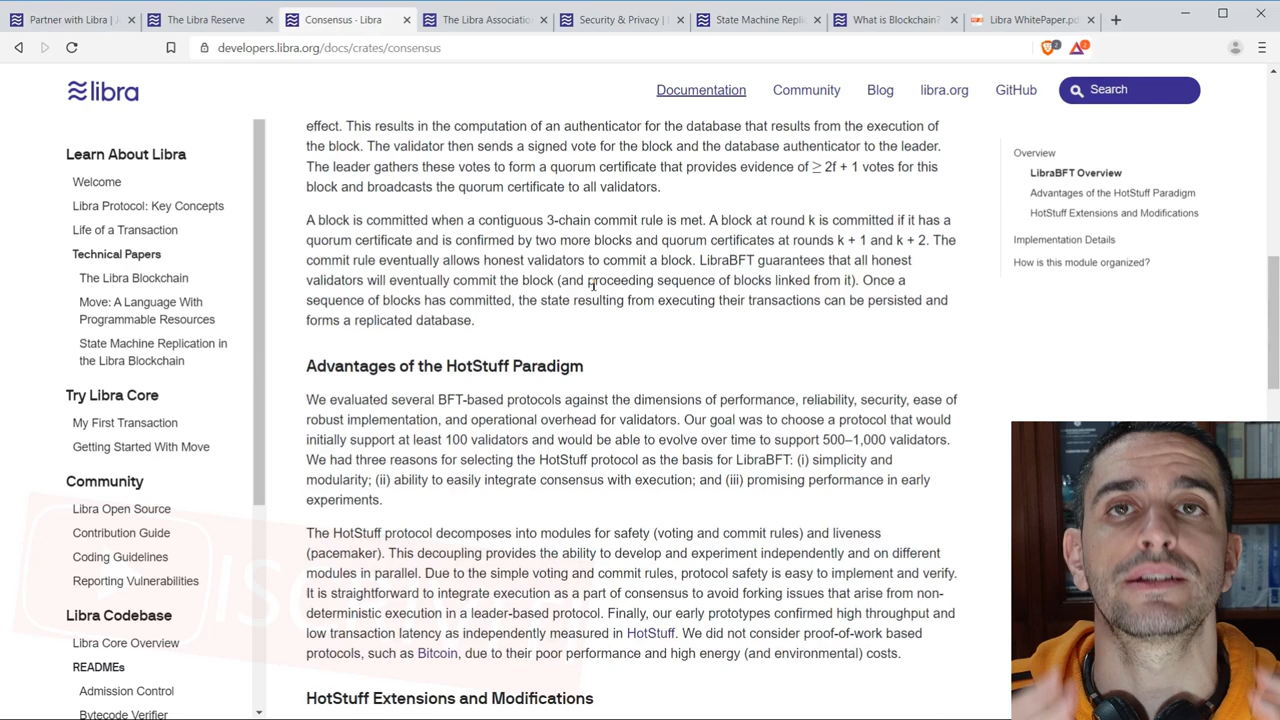 Partner with Libra | 
The Libra Reserve
Consensus · Libra
The Libra Association
Security & Privacy |
State Machine Repli
What is Blockchain?
Libra WhitePaper.pd
developers.libra.org/docs/crates/consensus
2
2
libra
Documentation
Community
Blog
libra.org
GitHub
Search
Learn About Libra
Welcome
Libra Protocol: Key Concepts
Life of a Transaction
Technical Papers
The Libra Blockchain
Move: A Language With
Programmable Resources
State Machine Replication in
the Libra Blockchain
Try Libra Core
My First Transaction
Getting Started With Move
Community
Libra Open Source
Contribution Guide
Coding Guidelines
Reporting Vulnerabilities
Libra Codebase
Libra Core Overview
READMEs
Admission Control
Bytecode Verifier
effect. This results in the computation of an authenticator for the database that results from the execution of
the block. The validator then sends a signed vote for the block and the database authenticator to the leader.
The leader gathers these votes to form a quorum certificate that provides evidence of ≥ 2f + 1 votes for this
block and broadcasts the quorum certificate to all validators.
A block is committed when a contiguous 3-chain commit rule is met. A block at round k is committed if it has a
quorum certificate and is confirmed by two more blocks and quorum certificates at rounds k + 1 and k + 2. The
commit rule eventually allows honest validators to commit a block. LibraBFT guarantees that all honest
validators will eventually commit the block (and proceeding sequence of blocks linked from it). Once a
sequence of blocks has committed, the state resulting from executing their transactions can be persisted and
forms a replicated database.
Advantages of the HotStuff Paradigm
We evaluated several BFT-based protocols against the dimensions of performance, reliability, security, ease of
robust implementation, and operational overhead for validators. Our goal was to choose a protocol that would
initially support at least 100 validators and would be able to evolve over time to support 500–1,000 validators.
We had three reasons for selecting the HotStuff protocol as the basis for LibraBFT: (i) simplicity and
modularity; (ii) ability to easily integrate consensus with execution; and (iii) promising performance in early
experiments.
The HotStuff protocol decomposes into modules for safety (voting and commit rules) and liveness
(pacemaker). This decoupling provides the ability to develop and experiment independently and on different
modules in parallel. Due to the simple voting and commit rules, protocol safety is easy to implement and verify.
It is straightforward to integrate execution as a part of consensus to avoid forking issues that arise from non-
deterministic execution in a leader-based protocol. Finally, our early prototypes confirmed high throughput and
low transaction latency as independently measured in HotStuff. We did not consider proof-of-work based
protocols, such as Bitcoin, due to their poor performance and high energy (and environmental) costs.
HotStuff Extensions and Modifications
Overview
LibraBFT Overview
Advantages of the HotStuff Paradigm
HotStuff Extensions and Modifications
Implementation Details
How is this module organized?